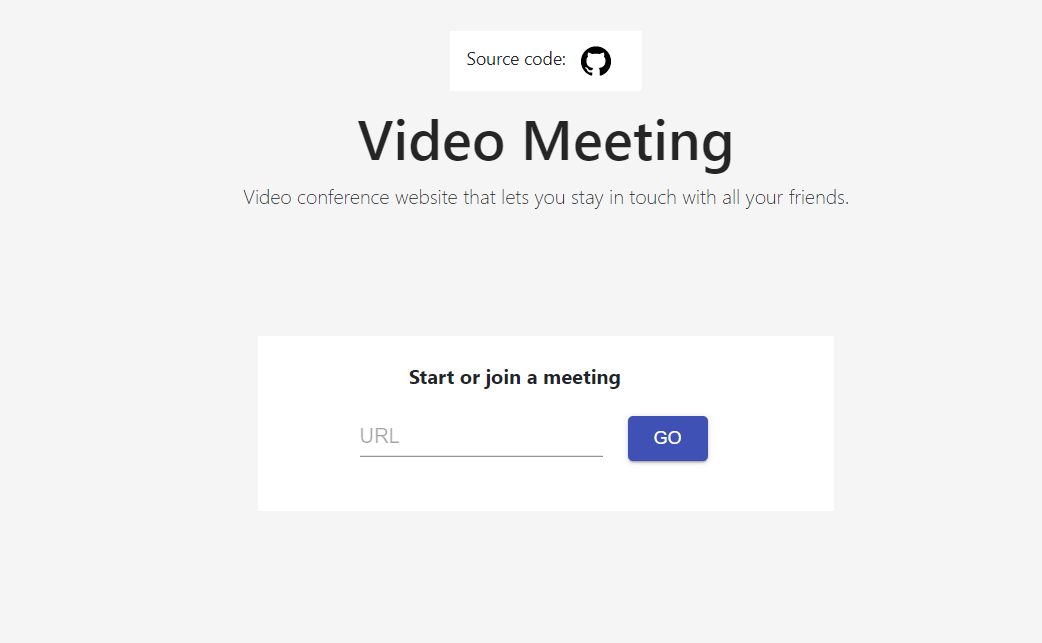 Source code:
Video Meeting
Video conference website that lets you stay in touch with all your friends.
Start or join a meeting
URL
GO